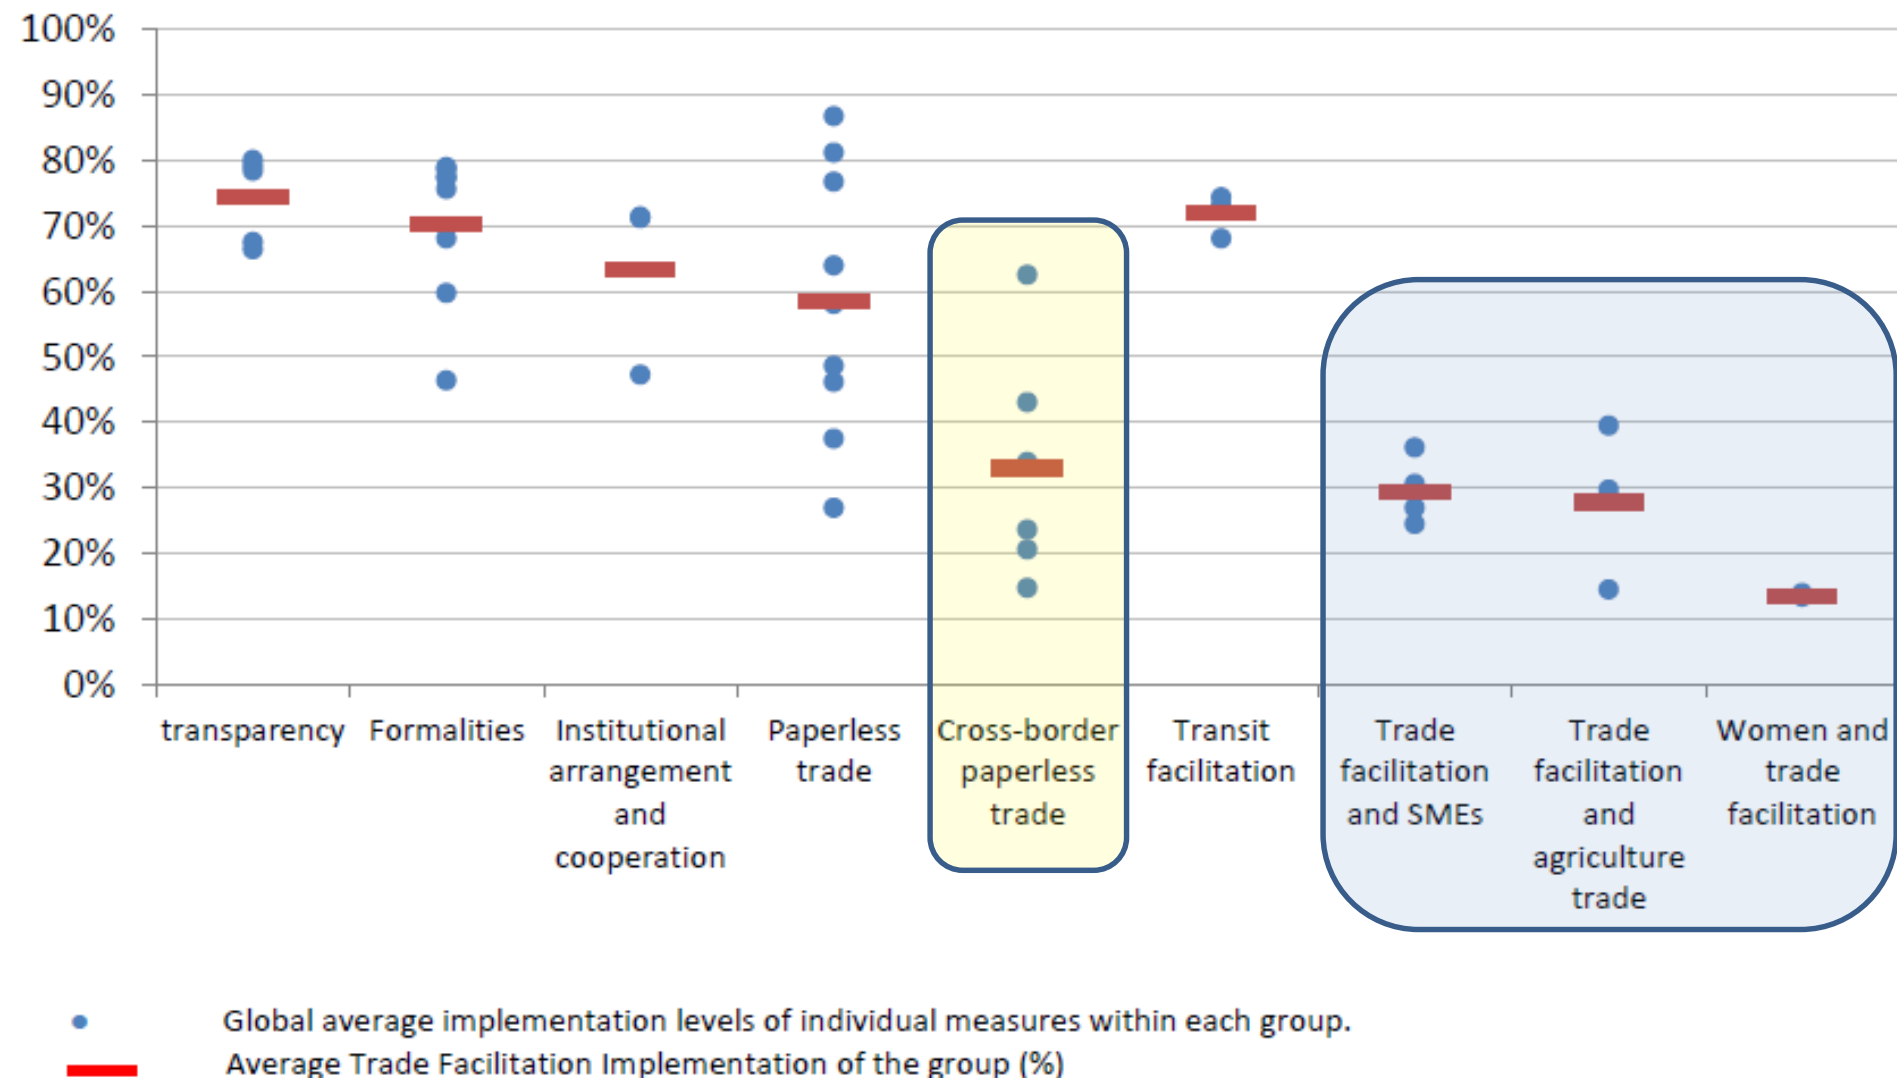 100%
90%
80%
70%
60%
50%
40%
30%
20%
10%
0%
transparency
Formalities
Institutional
arrangement
and
cooperation
Paperless
trade
Cross-border
paperless
trade
Transit
facilitation
Trade
facilitation
and SMEs
Trade
facilitation
and
agriculture
trade
Women and
trade
facilitation
Global average implementation levels of individual measures within each group.
Average Trade Facilitation Implementation of the group (%)